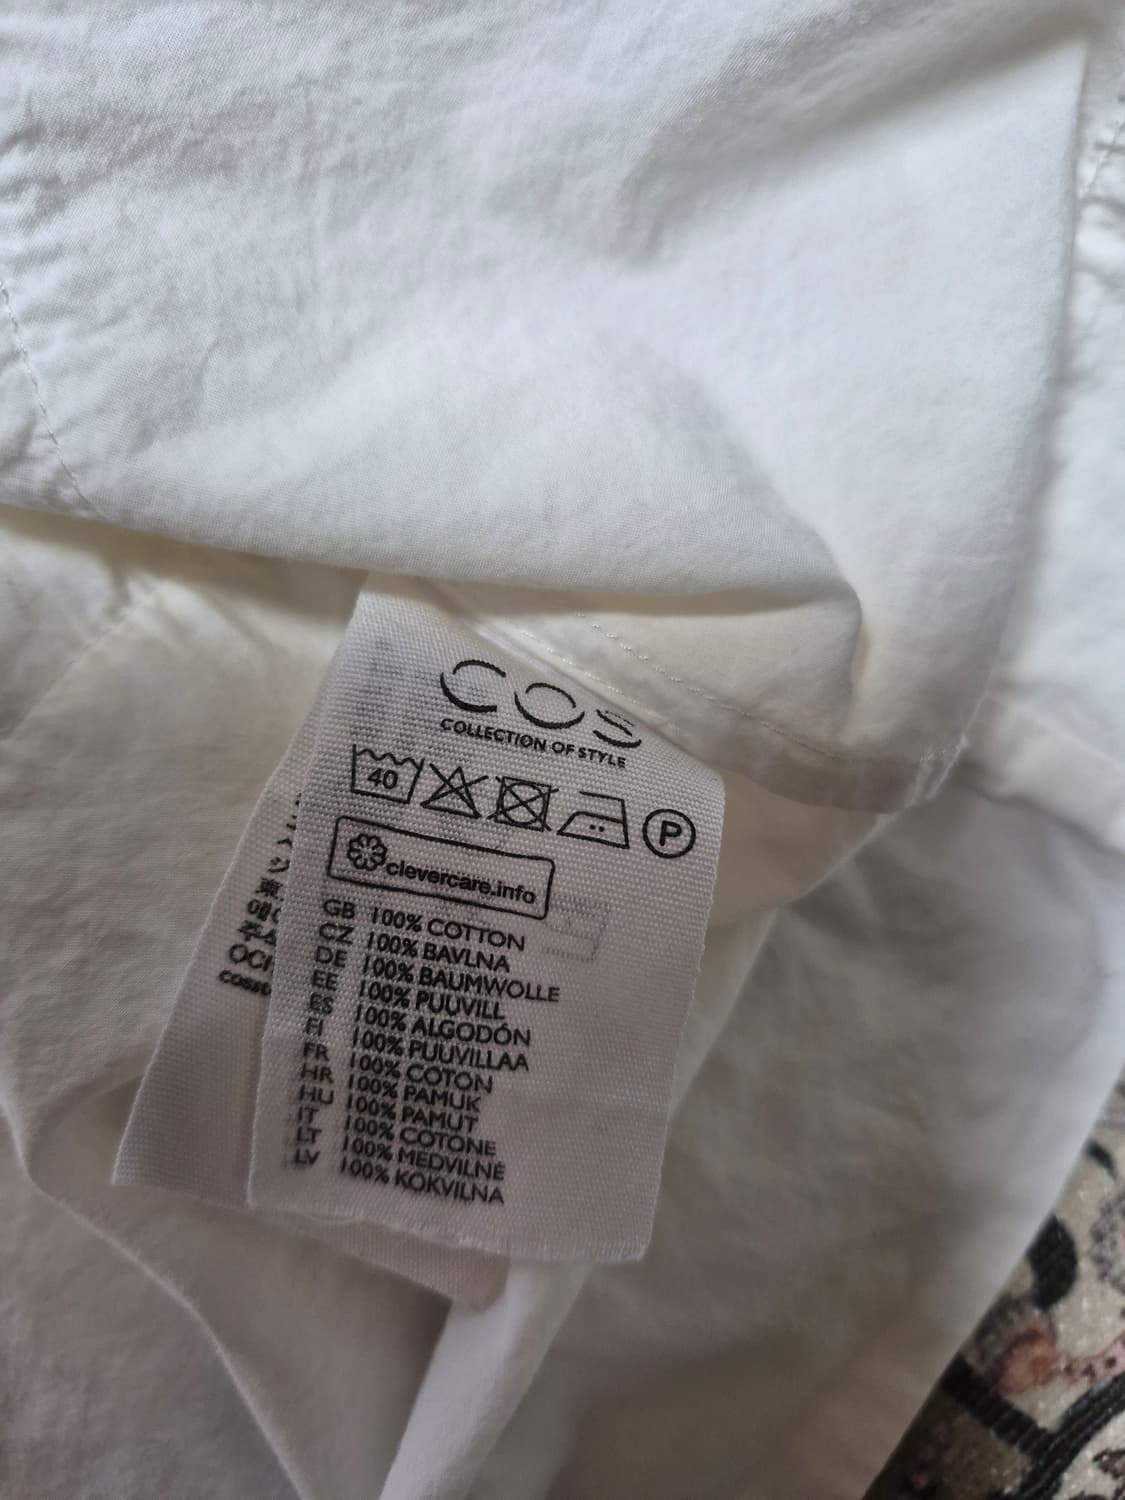 COS
COLLECTION OF STYLE
40
P
clevercare.info
GB 100% COTTON
CZ 100% BAVLNA
DE 100% BAUMWOLLE
EE 100% PUUVILL
ES 100% ALGODÓN
FI 100% PUUVILLAA
FR 100% COTON
HR 100% PAMUK
HU 100% PAMUT
IT 100% COTONE
LT 100% MEDVILNĖ
LV 100% KOKVILNA